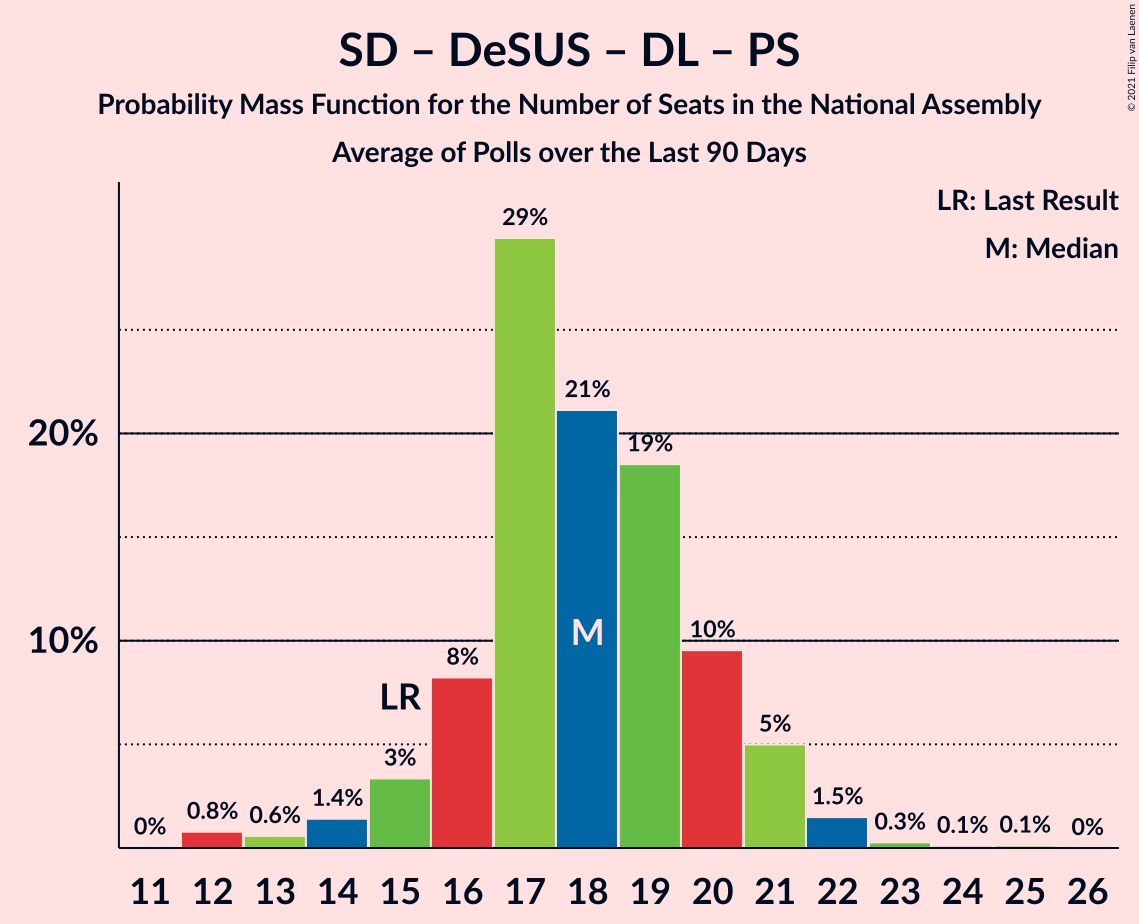 SD – DeSUS – DL – PS
Probability Mass Function for the Number of Seats in the National Assembly
Average of Polls over the Last 90 Days
© 2021 Filip van Laenen
LR: Last Result
M: Median
29%
21%
20%
19%
M
10%
10%
8%
LR
5%
3%
1.4%
1.5%
0%
0.8%
0.6%
0.3%
0.1%
0.1%
0%
11 12 13 14 15 16 17 18 19 20 21 22 23 24 25 26